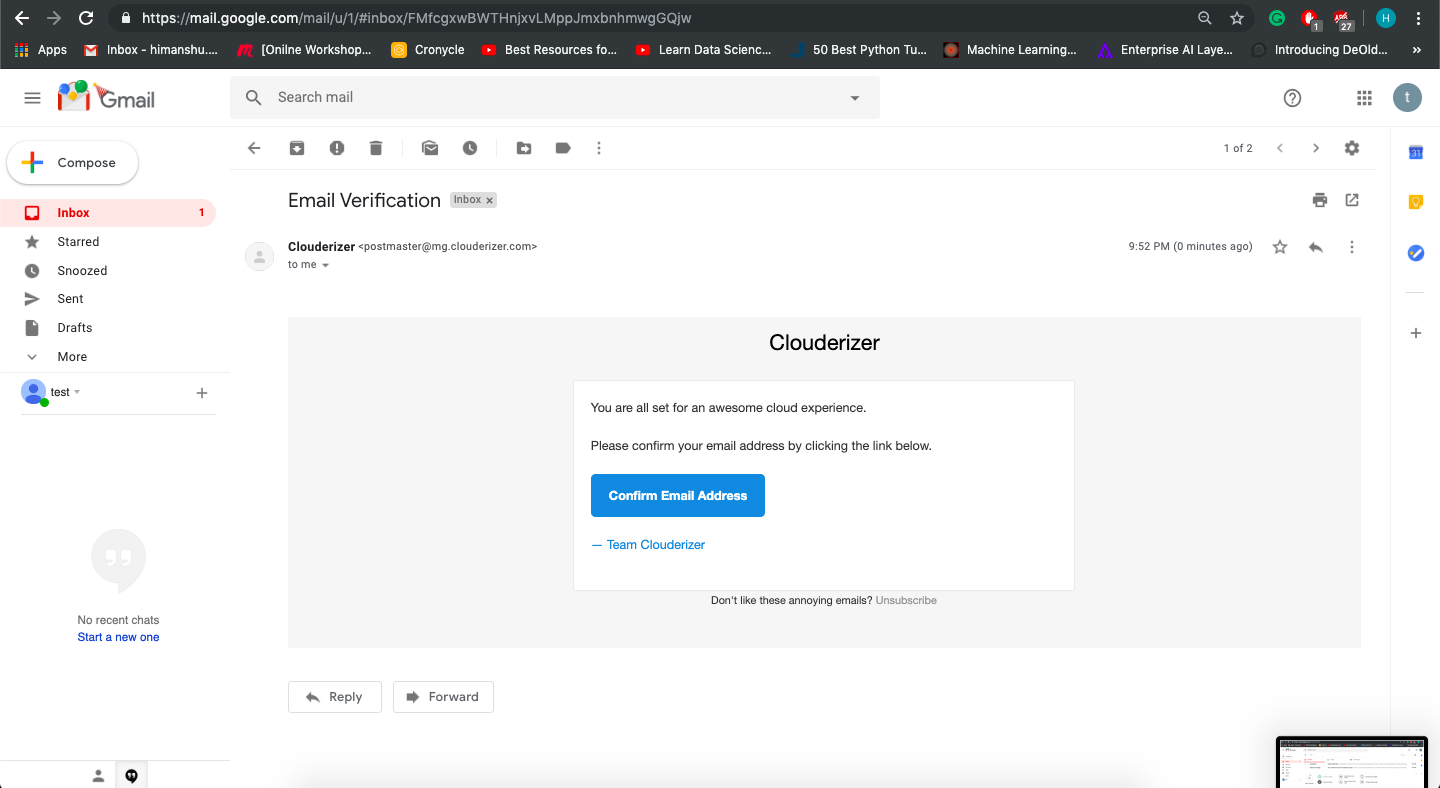 https://mail.google.com/mail/u/1/#inbox/FMfcgxwBWTHnjxvLMppJmxbnhmwgGQjw
1
27
H
Apps
Inbox - himanshu....
[Onilne Workshop...
Cronycle
Best Resources fo...
Learn Data Scienc...
50 Best Python Tu...
Machine Learning...
Enterprise AI Laye...
Introducing DeOld...
»
Gmail
Search mail
t
Compose
1 of 2
31
Inbox
1
Starred
Snoozed
Sent
Drafts
More
test
No recent chats
Start a new one
Email Verification
Inbox x
Clouderizer <postmaster@mg.clouderizer.com>
9:52 PM (0 minutes ago)
to me
Clouderizer
You are all set for an awesome cloud experience.
Please confirm your email address by clicking the link below.
Confirm Email Address
— Team Clouderizer
Don't like these annoying emails? Unsubscribe
Reply
Forward